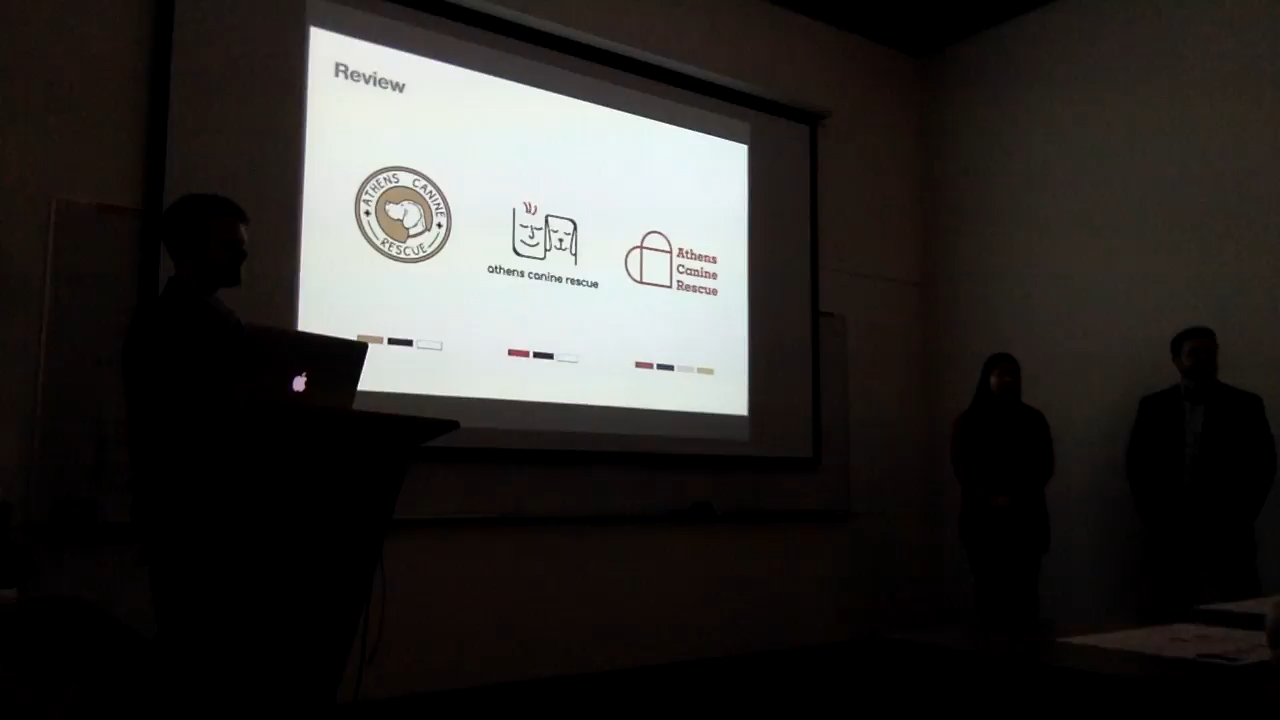 Review
ATHENS CANINE
RESCUE
athens canine rescue
Athens
Canine
Rescue